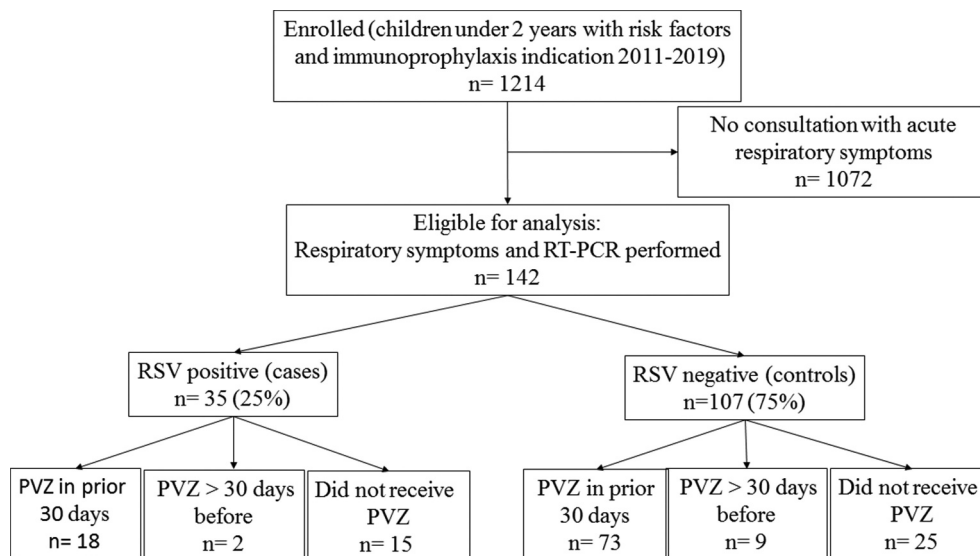 Enrolled (children under 2 years with risk factors
and immunoprophylaxis indication 2011-2019)
n= 1214
No consultation with acute
respiratory symptoms
n= 1072
Eligible for analysis:
Respiratory symptoms and RT-PCR performed
n= 142
RSV positive (cases)
n= 35 (25%)
RSV negative (controls)
n=107 (75%)
PVZ in prior
30 days
n= 18
PVZ > 30 days
before
n= 2
Did not receive
PVZ
n= 15
PVZ in prior
30 days
n= 73
PVZ > 30 days
before
n= 9
Did not receive
PVZ
n= 25